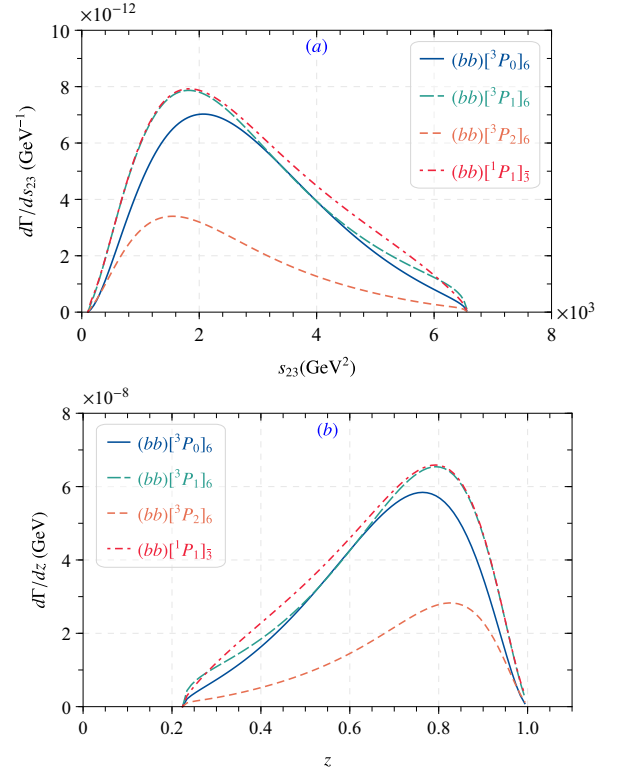 ×10⁻¹²
(a)
10
8
6
4
2
0
dΓ/ds₂₃ (GeV⁻¹)
(bb)[³P₀]₆
(bb)[³P₁]₆
(bb)[³P₂]₆
(bb)[¹P₁]_3̄
0 2 4 6 8 ×10³
s₂₃(GeV²)
×10⁻⁸
(b)
8
6
4
2
0
dΓ/dz (GeV)
(bb)[³P₀]₆
(bb)[³P₁]₆
(bb)[³P₂]₆
(bb)[¹P₁]_3̄
0 0.2 0.4 0.6 0.8 1.0
z